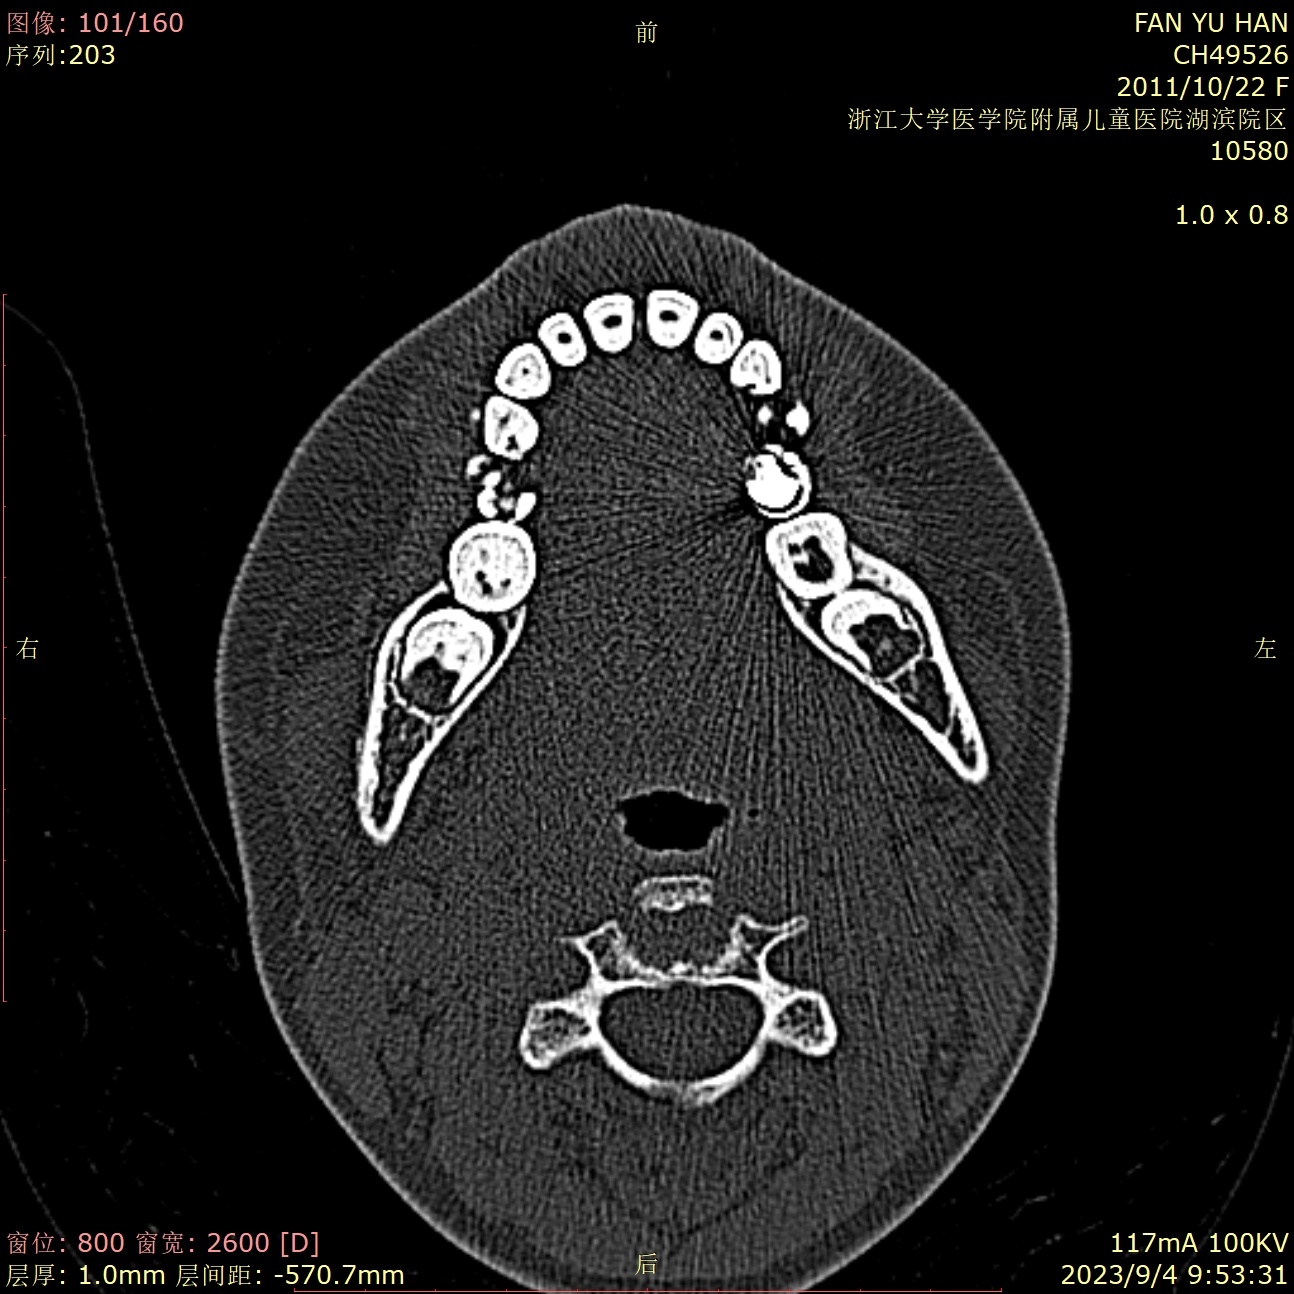 图像: 101/160
序列:203
前
FAN YU HAN
CH49526
2011/10/22 F
浙江大学医学院附属儿童医院湖滨院区
10580
1.0 x 0.8
右
左
窗位: 800 窗宽: 2600 [D]
层厚: 1.0mm 层间距: -570.7mm
后
117mA 100KV
2023/9/4 9:53:31